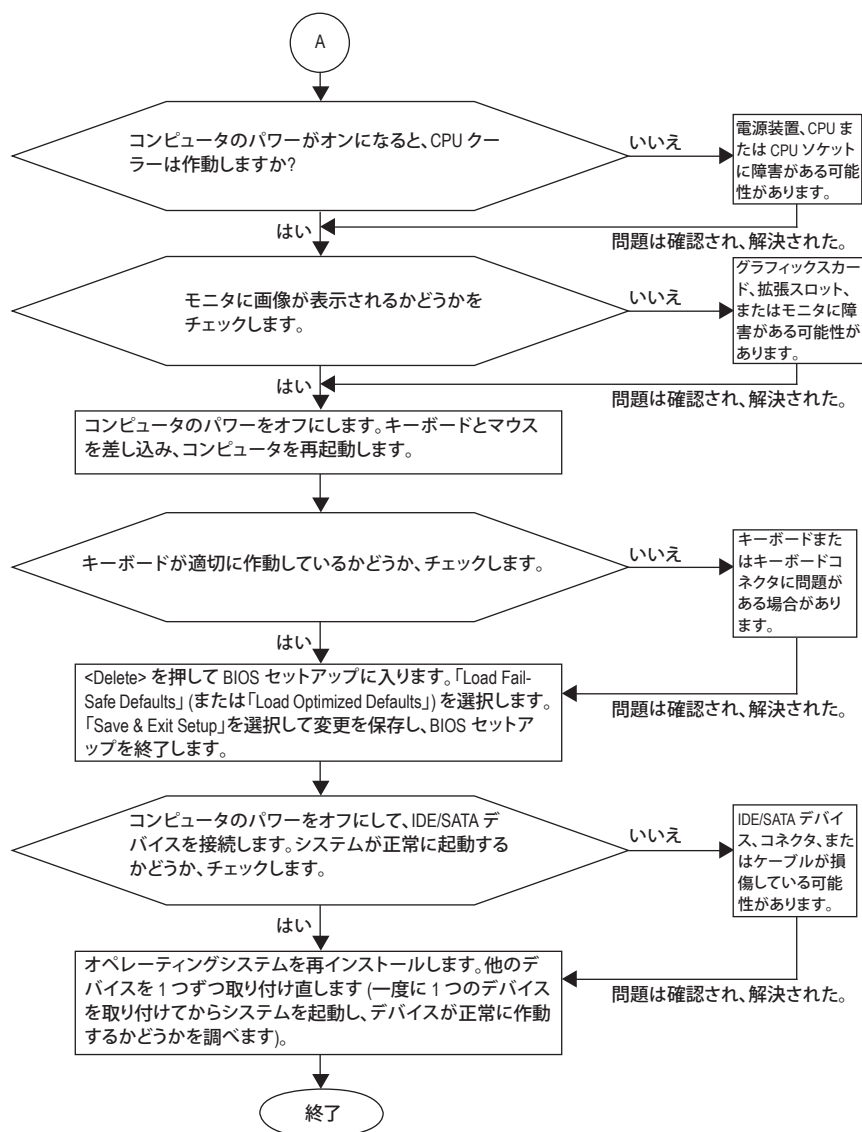 A
コンピュータのパワーがオンになると、CPU ク
ーラーは作動しますか?
いいえ
電源装置、CPU ま
たは CPU ソケット
に障害がある可能
性があります。
はい
問題は確認され、解決された。
モニタに画像が表示されるかどうかを
チェックします。
いいえ
グラフィックスカー
ド、拡張スロット、
またはモニタに障
害がある可能性が
あります。
はい
問題は確認され、解決された。
コンピュータのパワーをオフにします。キーボードとマウス
を差し込み、コンピュータを再起動します。
キーボードが適切に作動しているかどうか、チェックします。
いいえ
キーボードまた
はキーボードコ
ネクタに問題が
ある場合があり
ます。
はい
問題は確認され、解決された。
<Delete> を押して BIOS セットアップに入ります。「Load Fail-
Safe Defaults」 (または「Load Optimized Defaults」) を選択します。
「Save & Exit Setup」を選択して変更を保存し、BIOS セットア
ップを終了します。
コンピュータのパワーをオフにして、IDE/SATA デ
バイスを接続します。システムが正常に起動する
かどうか、チェックします。
いいえ
IDE/SATA デバイ
ス、コネクタ、また
はケーブルが損
傷している可能
性があります。
はい
問題は確認され、解決された。
オペレーティングシステムを再インストールします。他のデ
バイスを 1 つずつ取り付け直します (一度に 1 つのデバイス
を取り付けてからシステムを起動し、デバイスが正常に作動
するかどうかを調べます)。
終了